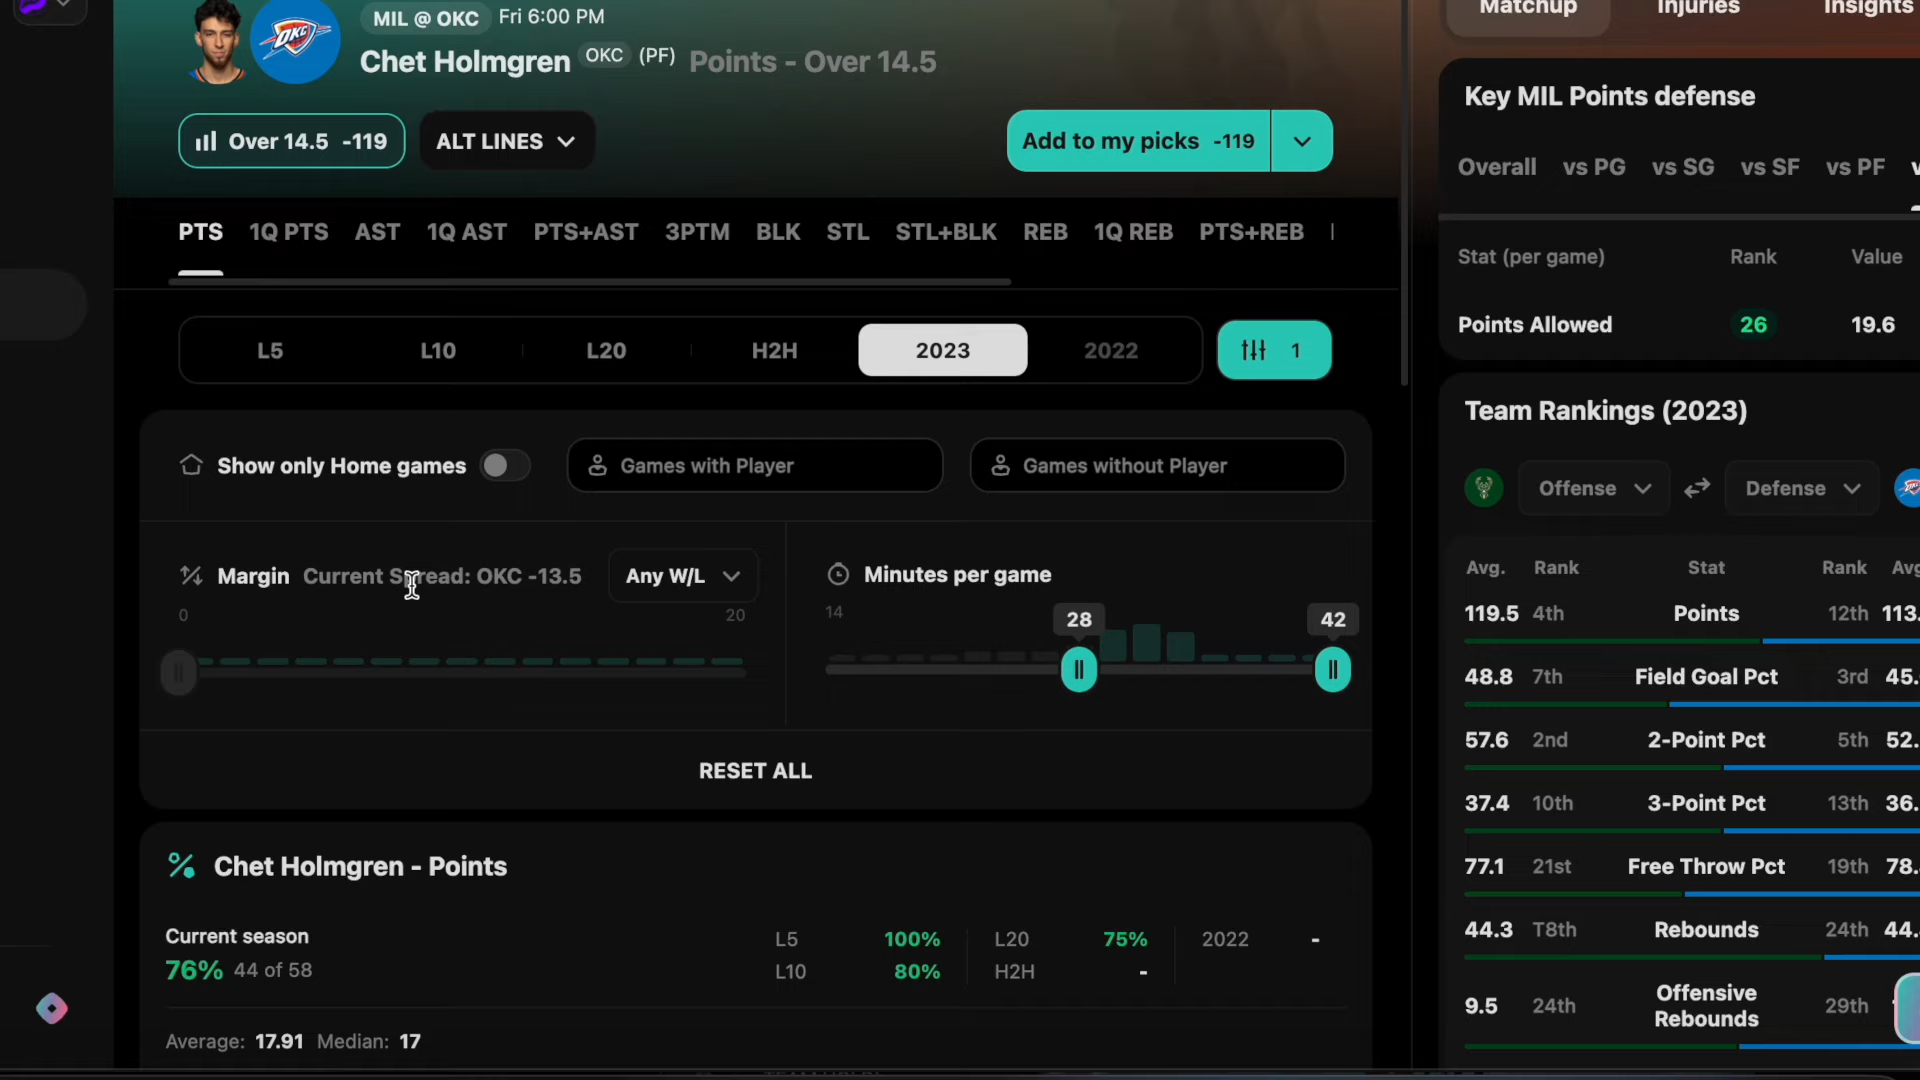 MIL @ OKC Fri 6:00 PM
Chet Holmgren OKC (PF) Points - Over 14.5
Over 14.5 -119 ALT LINES Add to my picks -119
PTS 1Q PTS AST 1Q AST PTS+AST 3PTM BLK STL STL+BLK REB 1Q REB PTS+REB
L5 L10 L20 H2H 2023 2022 1
Show only Home games Games with Player Games without Player
Margin Current Spread: OKC -13.5 Any W/L
0 20
Minutes per game
14 28 42
RESET ALL
Chet Holmgren - Points
Current season
76% 44 of 58
L5 100% L20 75% 2022 -
L10 80% H2H -
Average: 17.91 Median: 17
Matchup Injuries Insights
Key MIL Points defense
Overall vs PG vs SG vs SF vs PF
Stat (per game) Rank Value
Points Allowed 26 19.6
Team Rankings (2023)
Offense Defense OKC
Avg. Rank Stat Rank Avg
119.5 4th Points 12th 113.
48.8 7th Field Goal Pct 3rd 45.
57.6 2nd 2-Point Pct 5th 52.
37.4 10th 3-Point Pct 13th 36.
77.1 21st Free Throw Pct 19th 78.
44.3 T8th Rebounds 24th 44.
9.5 24th Offensive Rebounds 29th